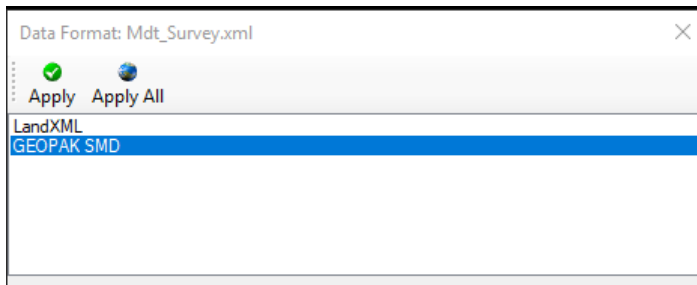 Data Format: Mdt_Survey.xml
Apply Apply All
LandXML
GEOPAK SMD